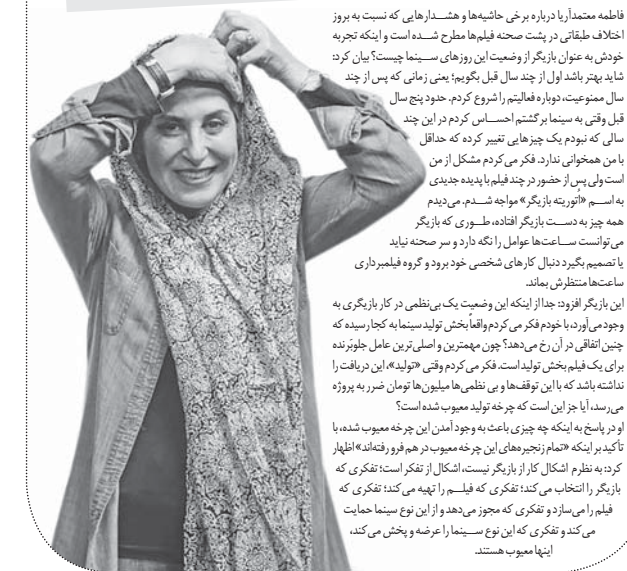 فاطمه معتمدآریا درباره برخی حاشیه‌ها و هشــدارهایی که نسبت به بروز
اختلاف طبقاتی در پشت صحنه فیلم‌ها مطرح شــده است و اینکه تجربه
خودش به عنوان بازیگر از وضعیت این روزهای ســینما چیست؟ بیان کرد:
شاید بهتر باشد اول از چند سال قبل بگویم؛ یعنی زمانی که پس از چند
سال ممنوعیت، دوباره فعالیتم را شروع کردم. حدود پنج سال
قبل وقتی به سینما برگشتم احســاس کردم در این چند
سالی که نبودم یک چیزهایی تغییر کرده که حداقل
با من همخوانی ندارد. فکر می‌کردم مشکل از من
است ولی پس از حضور در چند فیلم با پدیده جدیدی
به اســم «اُتوریته بازیگر» مواجه شــدم. می‌دیدم
همه چیز به دســت بازیگر افتاده، طــوری که بازیگر
می‌توانست ســاعت‌ها عوامل را نگه دارد و سر صحنه نیاید
یا تصمیم بگیرد دنبال کارهای شخصی خود برود و گروه فیلمبرداری
ساعت‌ها منتظرش بماند.
این بازیگر افزود: جدا از اینکه این وضعیت یک بی‌نظمی در کار بازیگری به
وجود می‌آورد، با خودم فکر می‌کردم واقعاً بخش تولید سینما به کجا رسیده که
چنین اتفاقی در آن رخ می‌دهد؟ چون مهمترین و اصلی‌ترین عامل جلوبَرنده
برای یک فیلم بخش تولید است. فکر می‌کردم وقتی «تولید»، این دریافت را
نداشته باشد که با این توقف‌ها و بی نظمی‌ها میلیون‌ها تومان ضرر به پروژه
می‌رسد، آیا جز این است که چرخه تولید معیوب شده است؟
او در پاسخ به اینکه چه چیزی باعث به وجود آمدن این چرخه معیوب شده، با
تأکید بر اینکه «تمام زنجیره‌های این چرخه معیوب در هم فرو رفته‌اند» اظهار
کرد: به نظرم اشکال کار از بازیگر نیست، اشکال از تفکر است؛ تفکری که
بازیگر را انتخاب می‌کند؛ تفکری که فیلــم را تهیه می‌کند؛ تفکری که
فیلم را می‌سازد و تفکری که مجوز می‌دهد و از این نوع سینما حمایت
می‌کند و تفکری که این نوع ســینما را عرضه و پخش می‌کند،
اینها معیوب هستند.